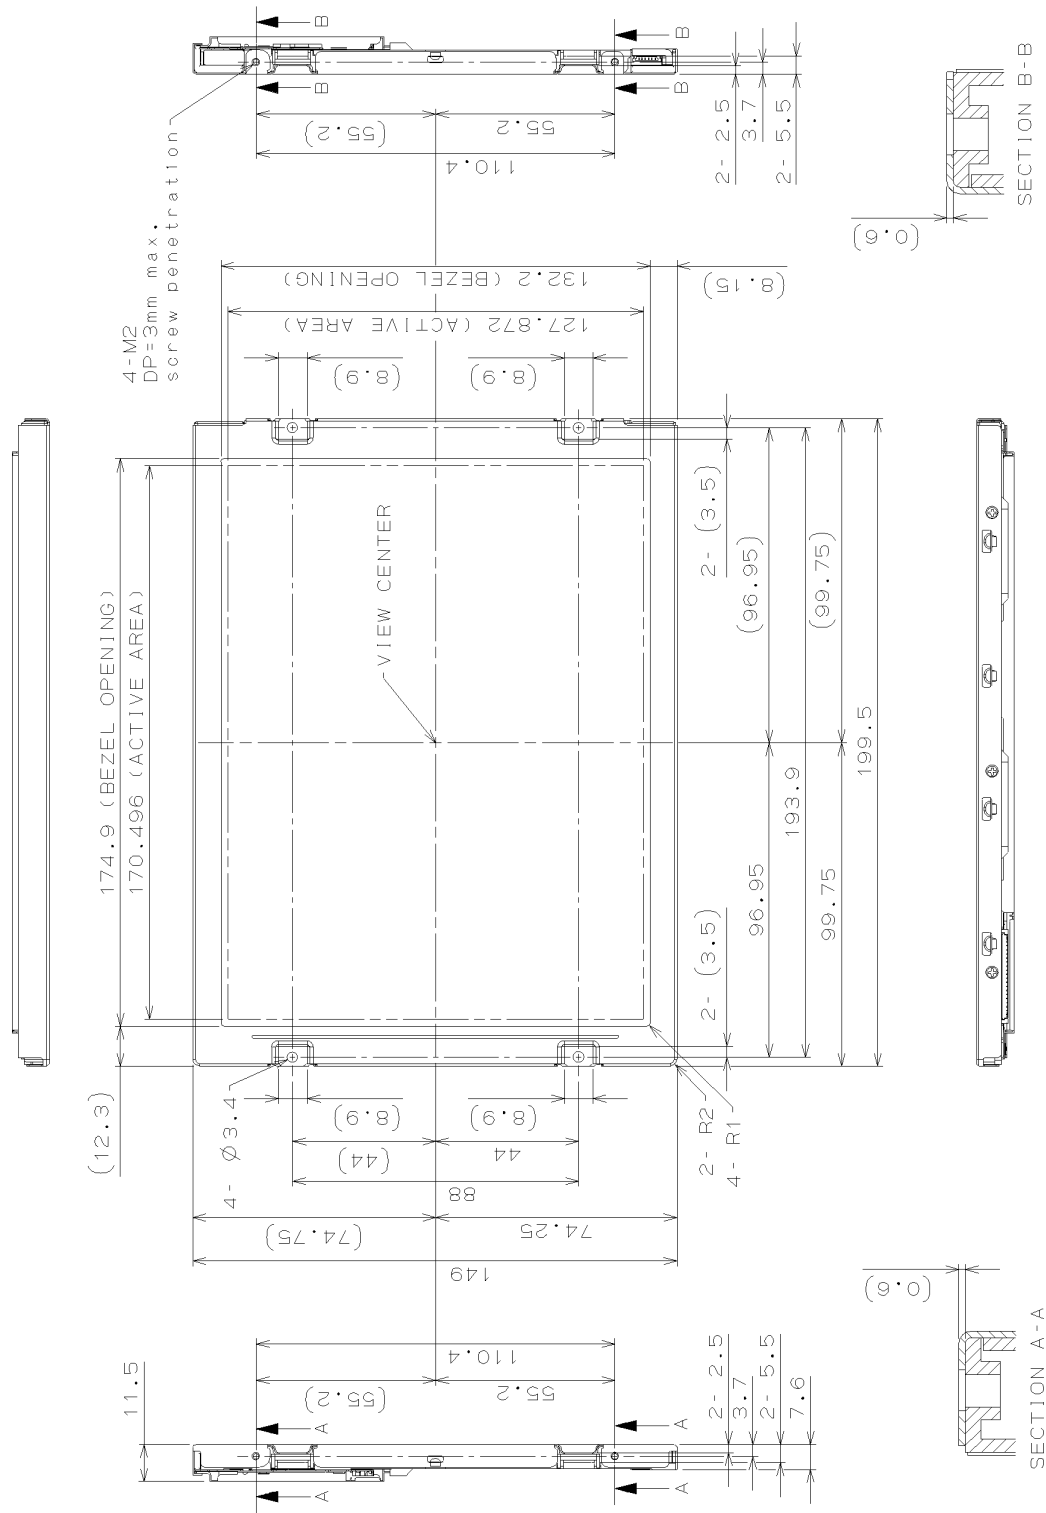 B
B
B
B
(55.2)
55.2
110.4
2- 2.5
3.7
2- 5.5
SECTION B-B
(0.6)
4-M2
DP=3mm max.
screw penetration
132.2 (BEZEL OPENING)
127.872 (ACTIVE AREA)
(8.15)
(8.9)
(8.9)
174.9 (BEZEL OPENING)
170.496 (ACTIVE AREA)
(12.3)
VIEW CENTER
2- (3.5)
(96.95)
(99.75)
193.9
199.5
2- (3.5)
96.95
99.75
4- Ø3.4
(8.9)
(8.9)
(44)
44
88
(74.75)
74.25
149
2- R2
4- R1
11.5
110.4
(55.2)
55.2
A
A
A
A
2- 2.5
3.7
2- 5.5
7.6
(0.6)
SECTION A-A